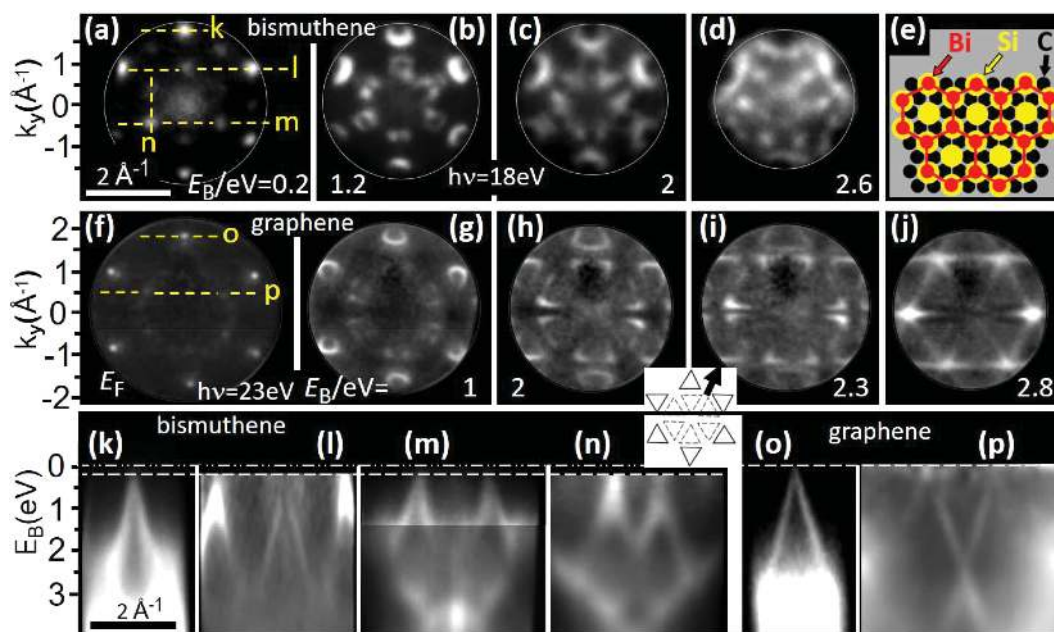 (a) k bismuthene (b) (c) (d) (e)
Bi Si C
k_y(Å⁻¹) 1 0 -1
l
m
n
2 Å⁻¹ E_B/eV=0.2 1.2 hν=18eV 2 2.6
(f) graphene (g) (h) (i) (j)
o
p
k_y(Å⁻¹) 2 1 0 -1 -2
E_F hν=23eV E_B/eV= 1 2 2.3 2.8
bismuthene graphene
(k) (l) (m) (n) (o) (p)
E_B(eV) 0 1 2 3
2 Å⁻¹